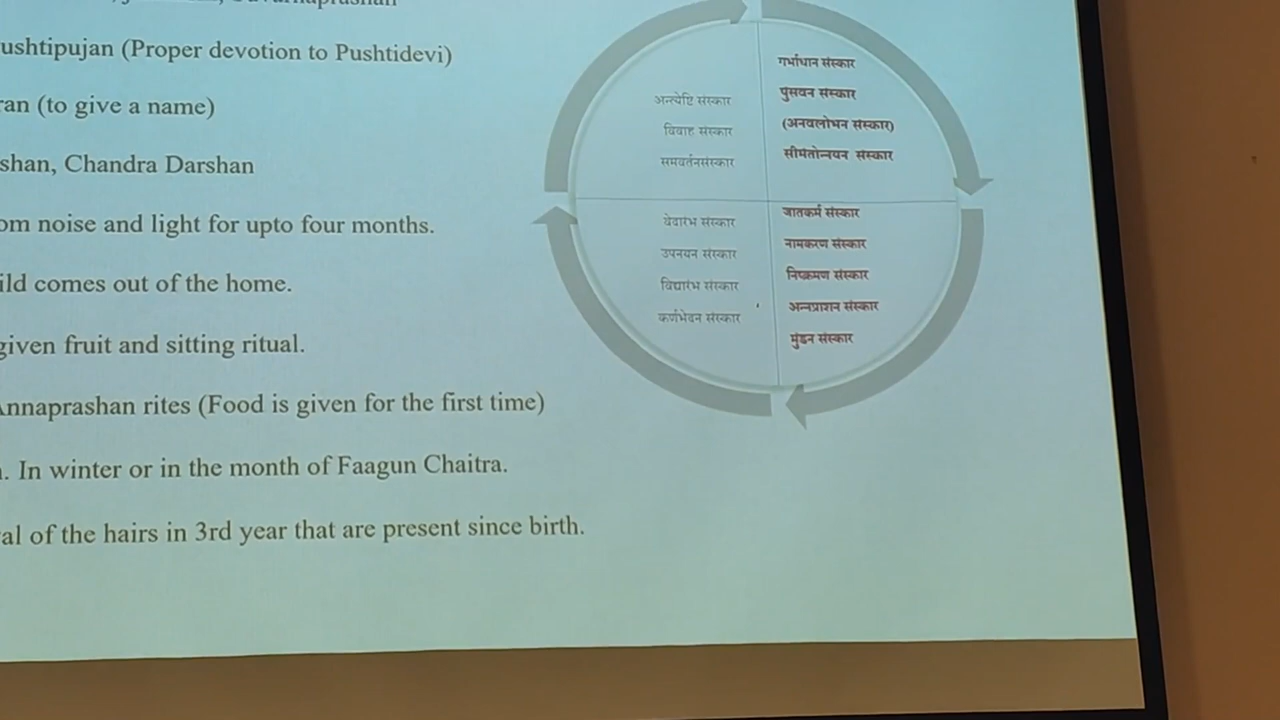 ushtipujan (Proper devotion to Pushtidevi)
ran (to give a name)
shan, Chandra Darshan
om noise and light for upto four months.
ild comes out of the home.
given fruit and sitting ritual.
Annaprashan rites (Food is given for the first time)
. In winter or in the month of Faagun Chaitra.
al of the hairs in 3rd year that are present since birth.
गर्भाधान संस्कार
पुंसवन संस्कार
(अनवलोभन संस्कार)
सीमंतोन्नयन संस्कार
जातकर्म संस्कार
नामकरण संस्कार
निष्क्रमण संस्कार
अन्नप्राशन संस्कार
मुंडन संस्कार
अन्त्येष्टि संस्कार
विवाह संस्कार
समवर्तनसंस्कार
वेदारंभ संस्कार
उपनयन संस्कार
विद्यारंभ संस्कार
कर्णभेदन संस्कार